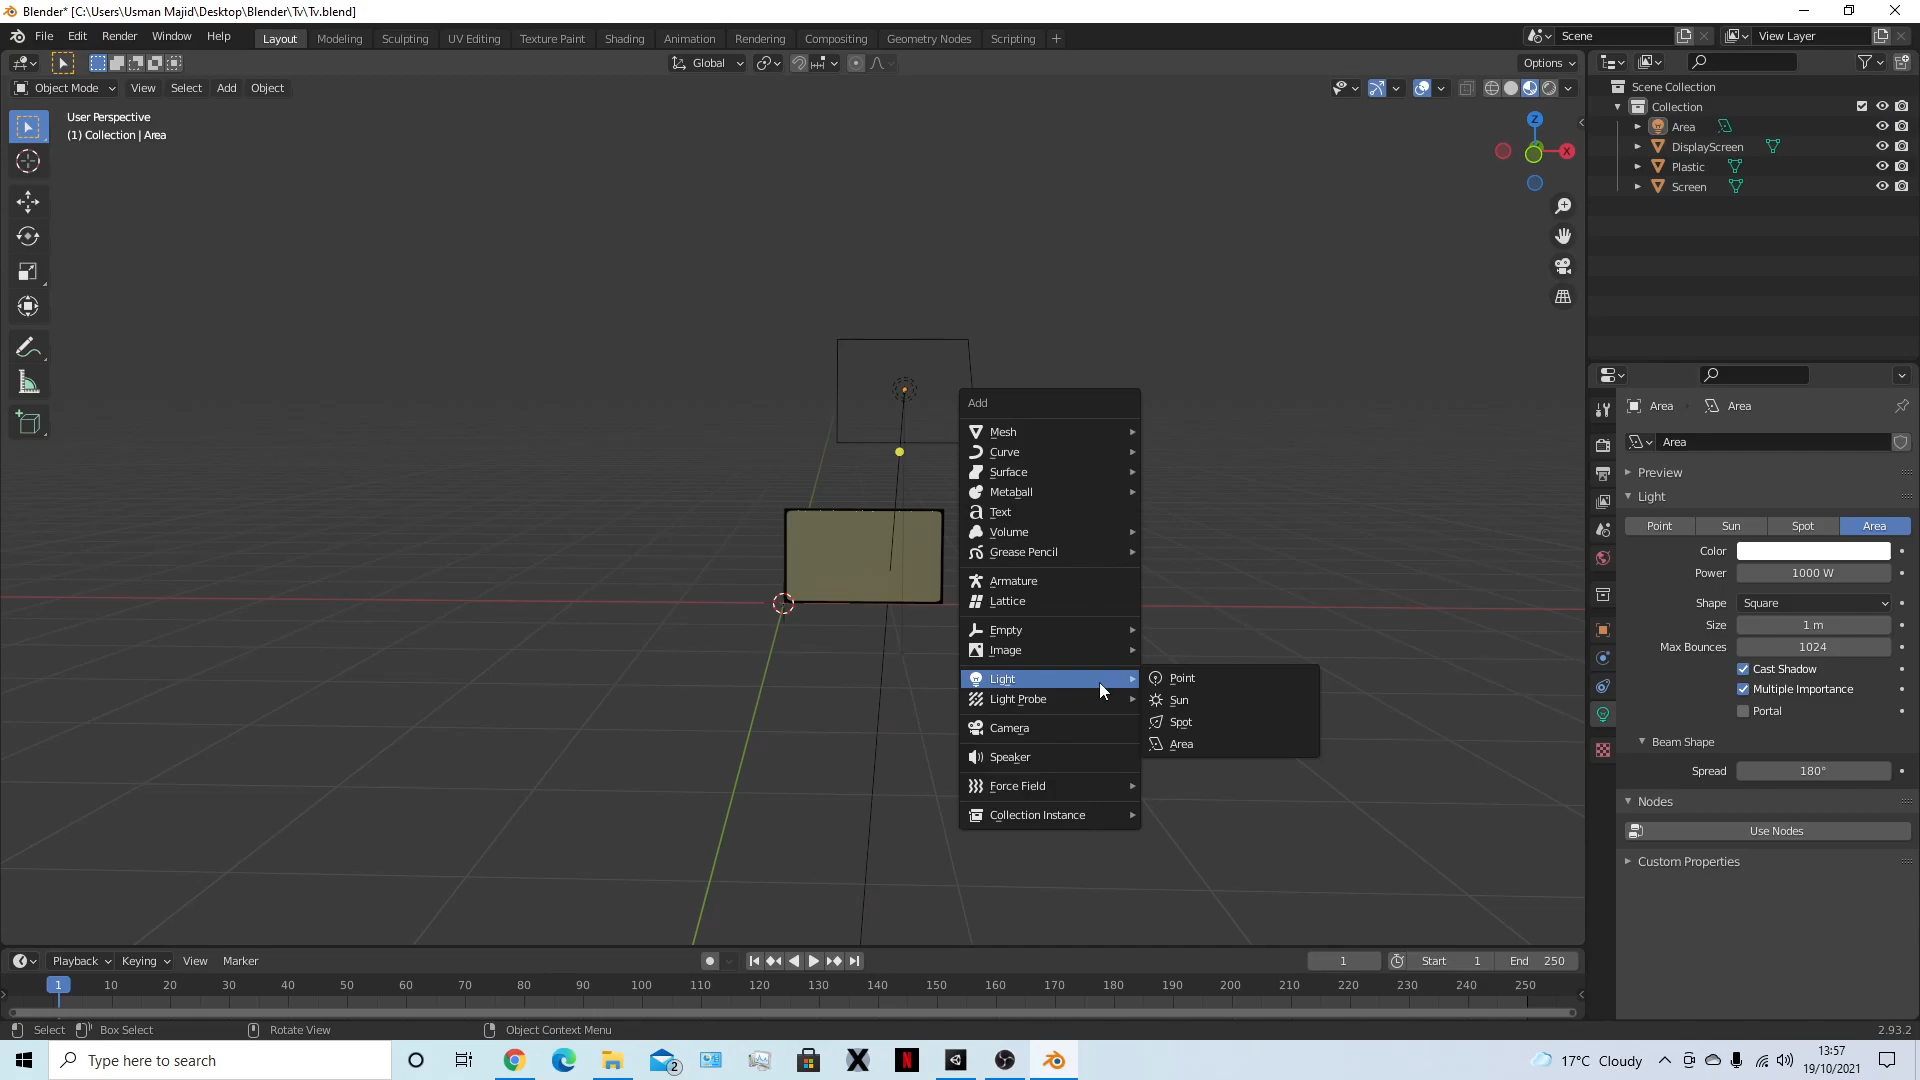 Blender* [C:\Users\Usman Majid\Desktop\Blender\Tv\Tv.blend]
File Edit Render Window Help
Layout Modeling Sculpting UV Editing Texture Paint Shading Animation Rendering Compositing Geometry Nodes Scripting +
Scene
View Layer
Global
Options
Object Mode View Select Add Object
User Perspective
(1) Collection | Area
Z
X
Scene Collection
Collection
Area
DisplayScreen
Plastic
Screen
Add
Mesh
Curve
Surface
Metaball
Text
Volume
Grease Pencil
Armature
Lattice
Empty
Image
Light
Light Probe
Camera
Speaker
Force Field
Collection Instance
Point
Sun
Spot
Area
Area Area
Area
Preview
Light
Point Sun Spot Area
Color
Power 1000 W
Shape Square
Size 1 m
Max Bounces 1024
Cast Shadow
Multiple Importance
Portal
Beam Shape
Spread 180°
Nodes
Use Nodes
Custom Properties
Playback Keying View Marker
1 Start 1 End 250
1 10 20 30 40 50 60 70 80 90 100 110 120 130 140 150 160 170 180 190 200 210 220 230 240 250
Select Box Select Rotate View Object Context Menu 2.93.2
Type here to search
2
17°C Cloudy
13:57
19/10/2021